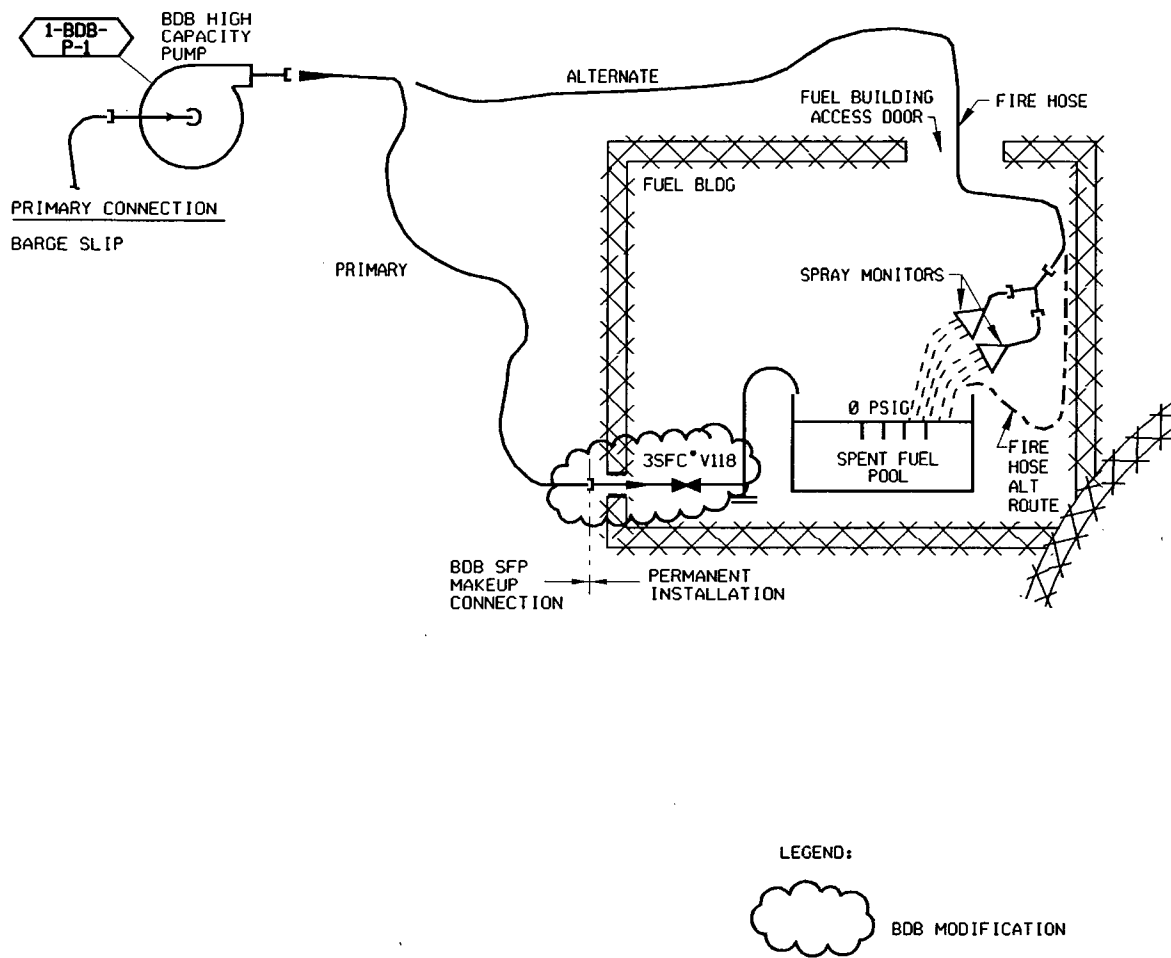 1-BDB-
P-1
BDB HIGH
CAPACITY
PUMP
ALTERNATE
FUEL BUILDING
ACCESS DOOR
FIRE HOSE
FUEL BLDG
PRIMARY CONNECTION
BARGE SLIP
PRIMARY
SPRAY MONITORS
0 PSIG
3SFC*V118
SPENT FUEL
POOL
FIRE
HOSE
ALT
ROUTE
BDB SFP
MAKEUP
CONNECTION
PERMANENT
INSTALLATION
LEGEND:
BDB MODIFICATION